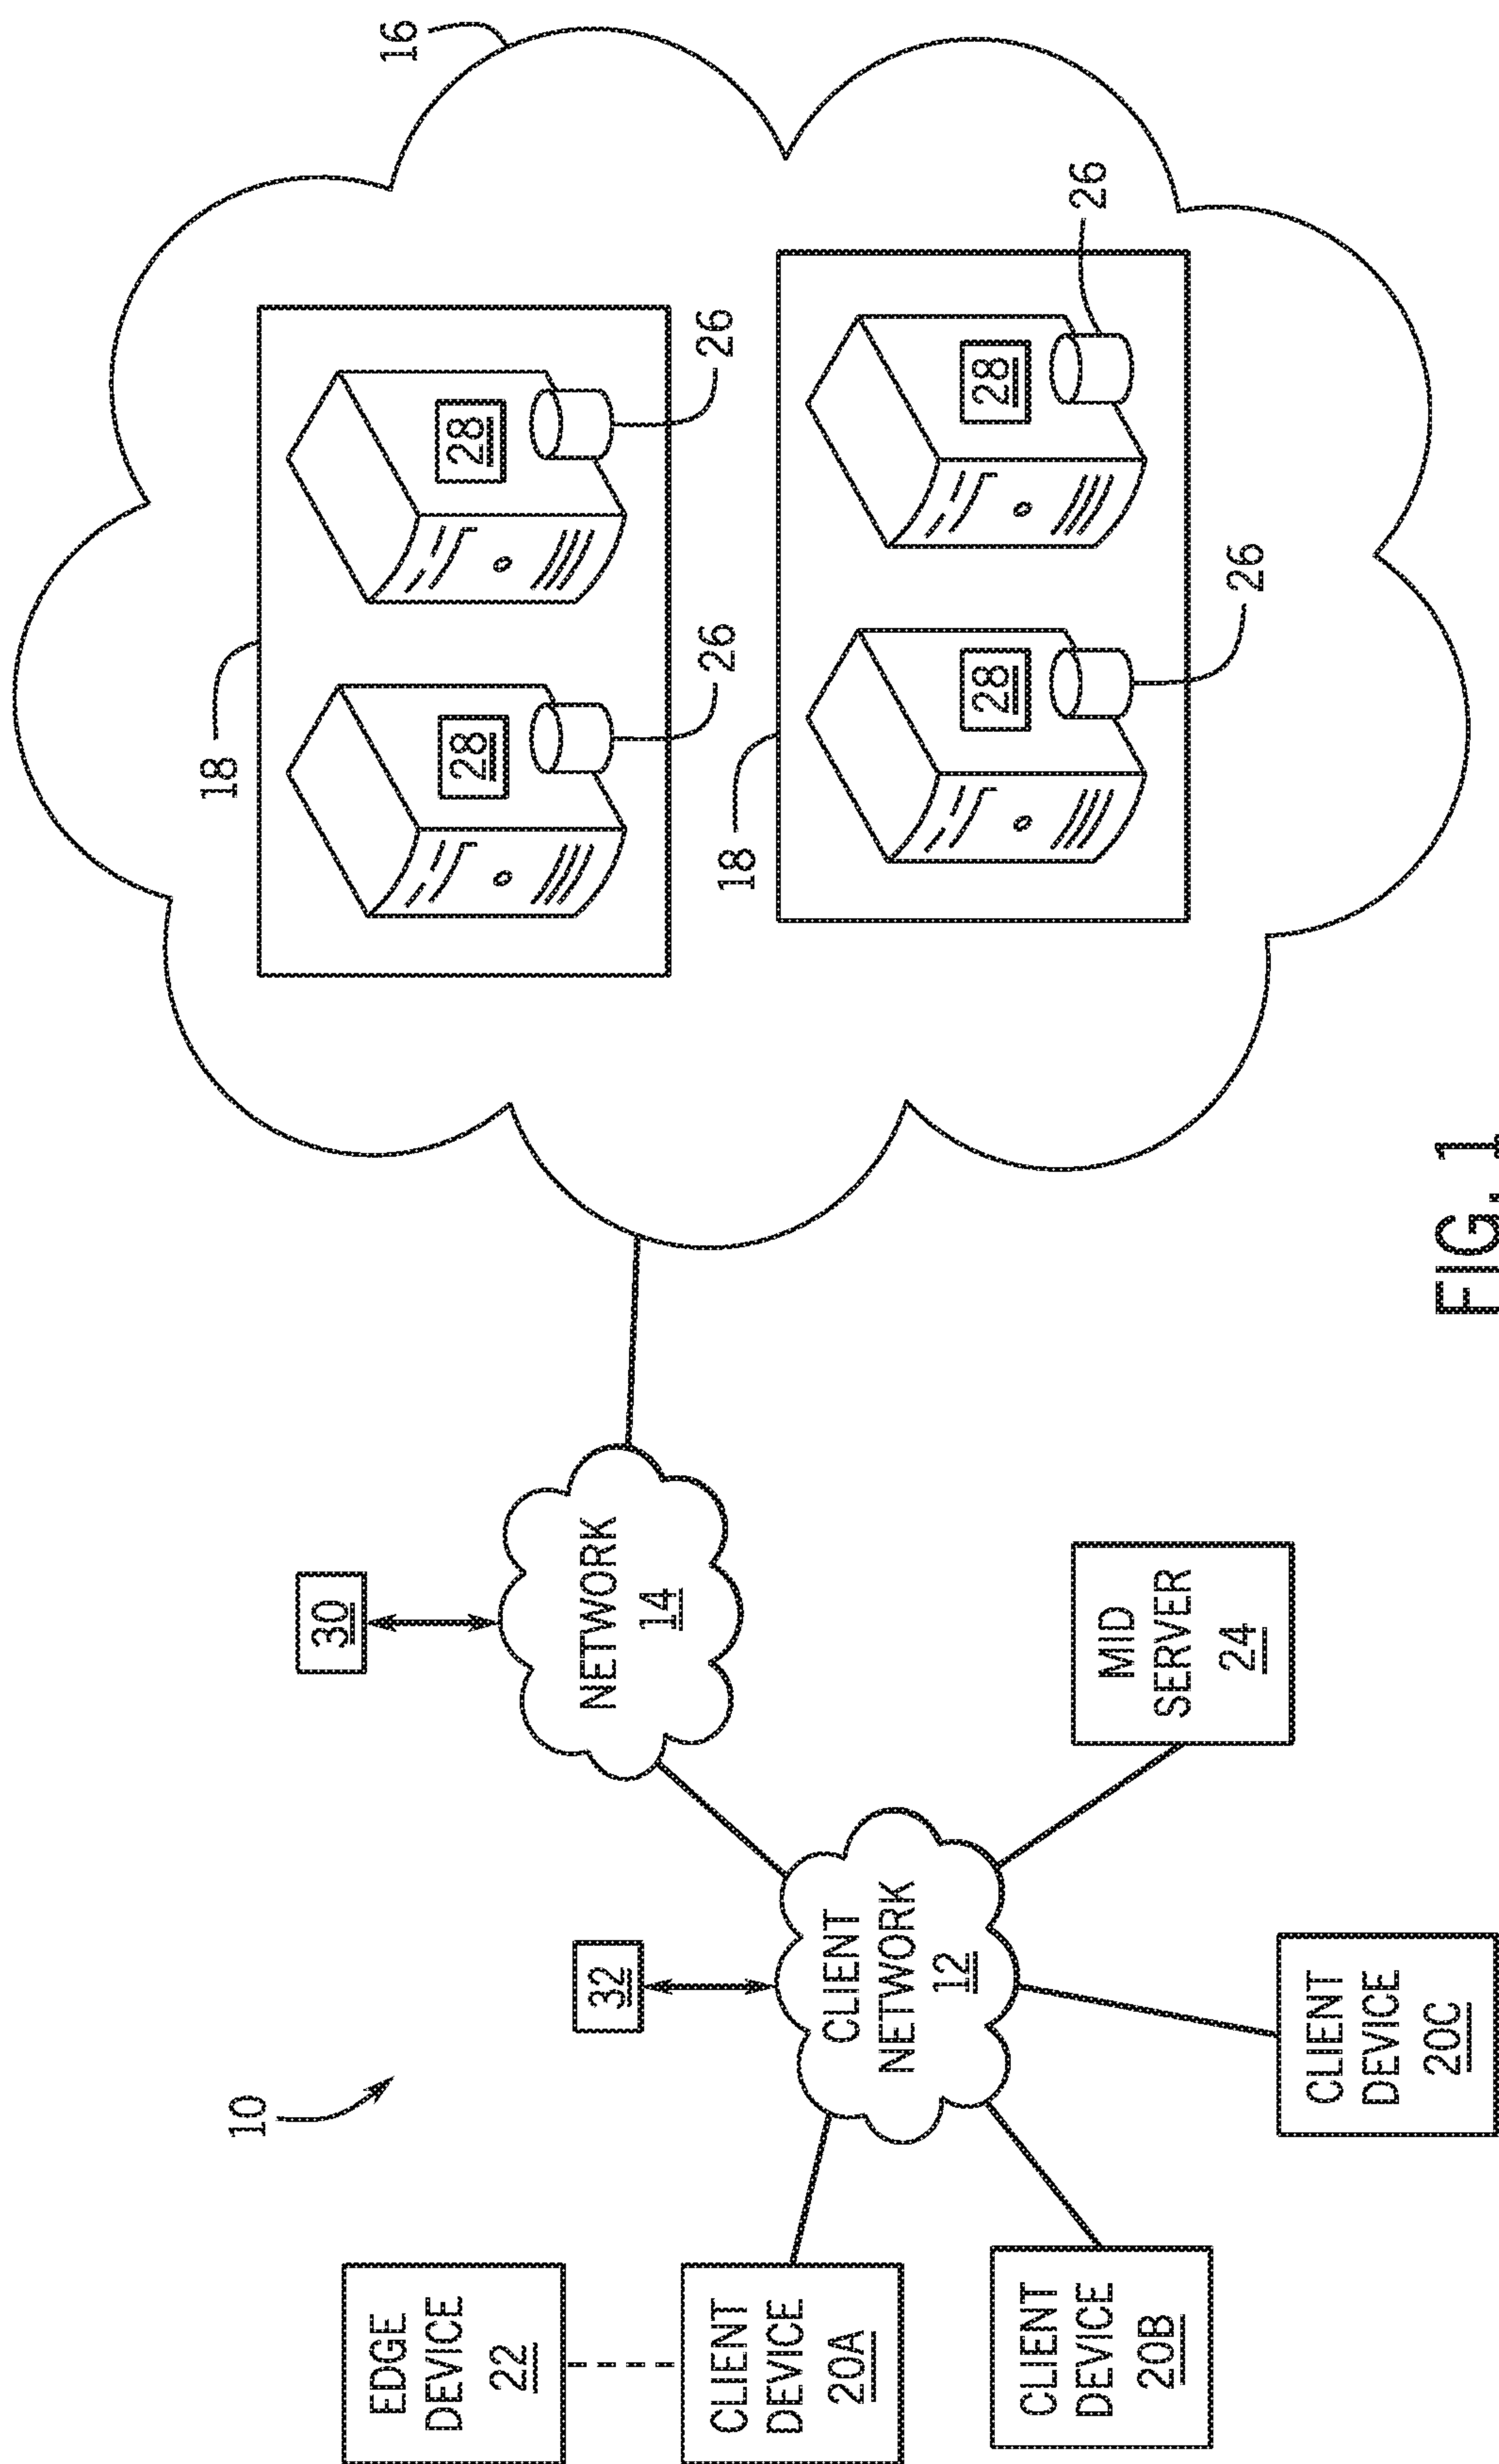 10
EDGE
DEVICE
22
CLIENT
DEVICE
20A
CLIENT
DEVICE
20B
CLIENT
DEVICE
20C
32
CLIENT
NETWORK
12
MID
SERVER
24
30
NETWORK
14
16
18
28
26
28
26
18
28
26
28
26
FIG. 1